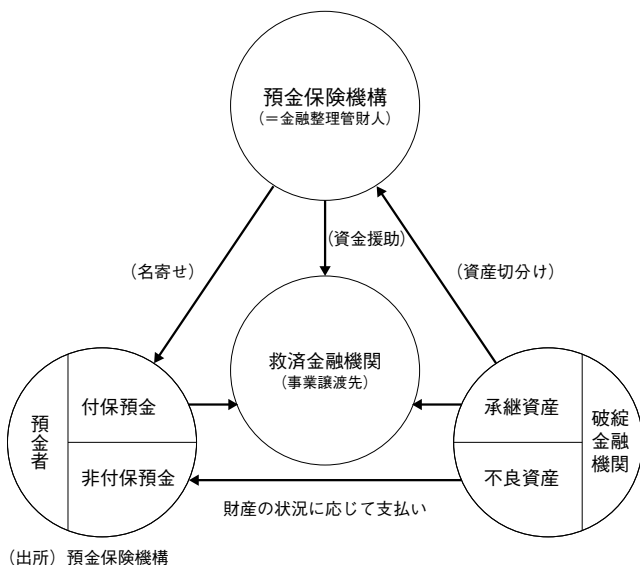 預金保険機構
（＝金融整理管財人）
（名寄せ）
（資金援助）
（資産切分け）
救済金融機関
（事業譲渡先）
預金者
付保預金
非付保預金
承継資産
不良資産
破綻金融機関
財産の状況に応じて支払い
（出所）預金保険機構